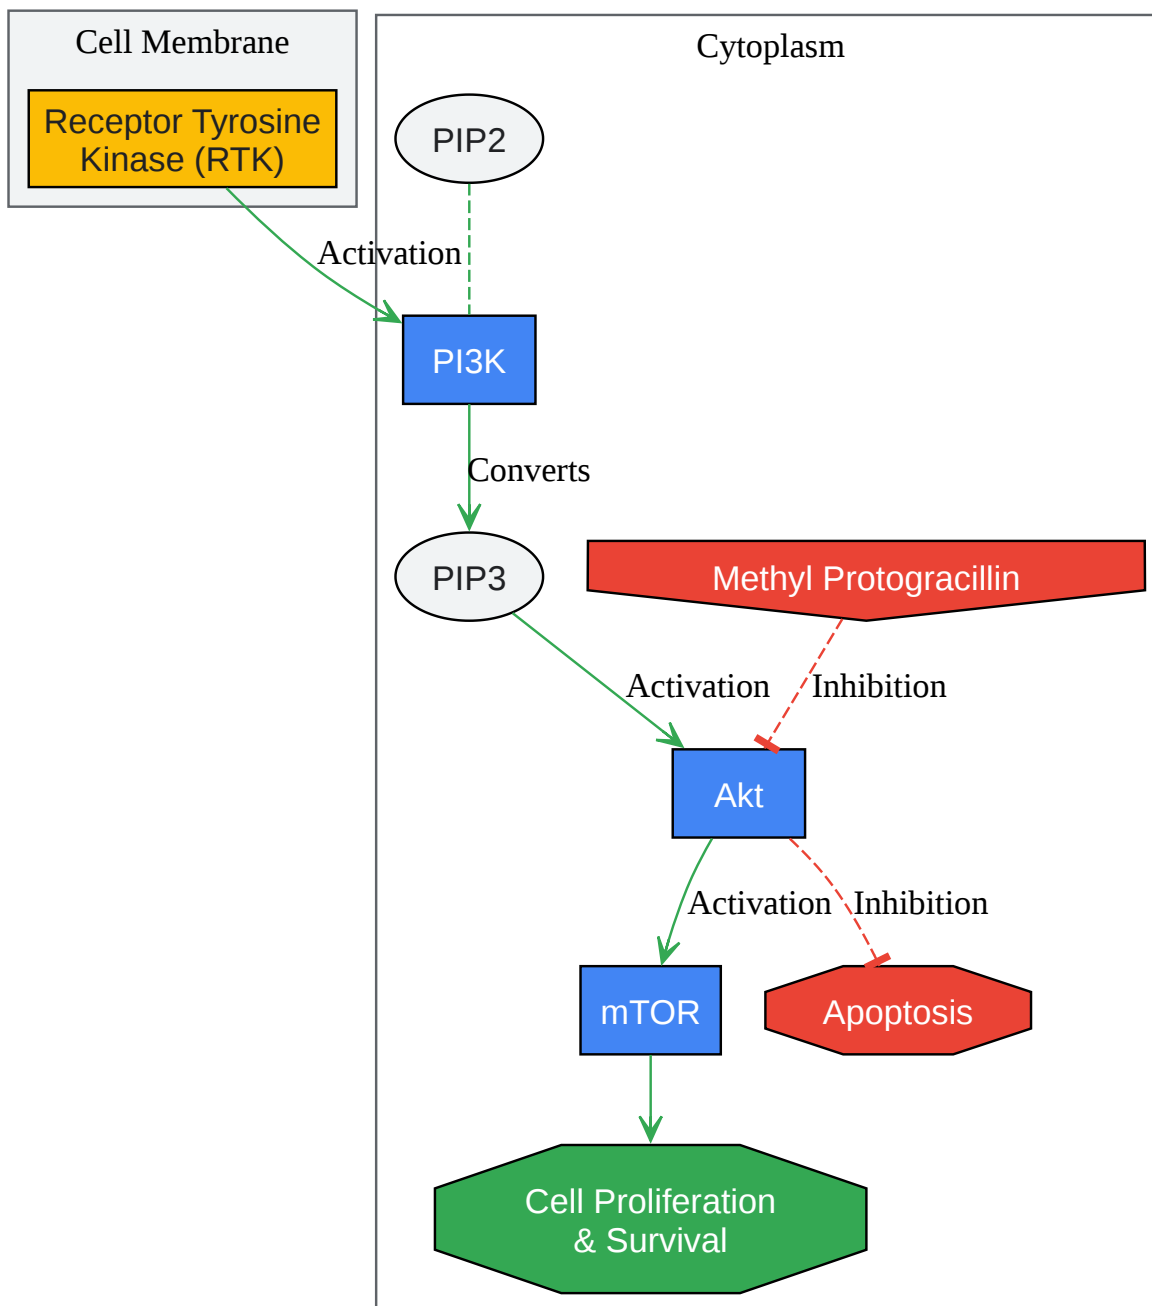 Cell Membrane
Cytoplasm
Receptor Tyrosine
Kinase (RTK)
PIP2
Activation
PI3K
Converts
PIP3
Methyl Protogracillin
Activation
Inhibition
Akt
Activation
Inhibition
mTOR
Apoptosis
Cell Proliferation
& Survival